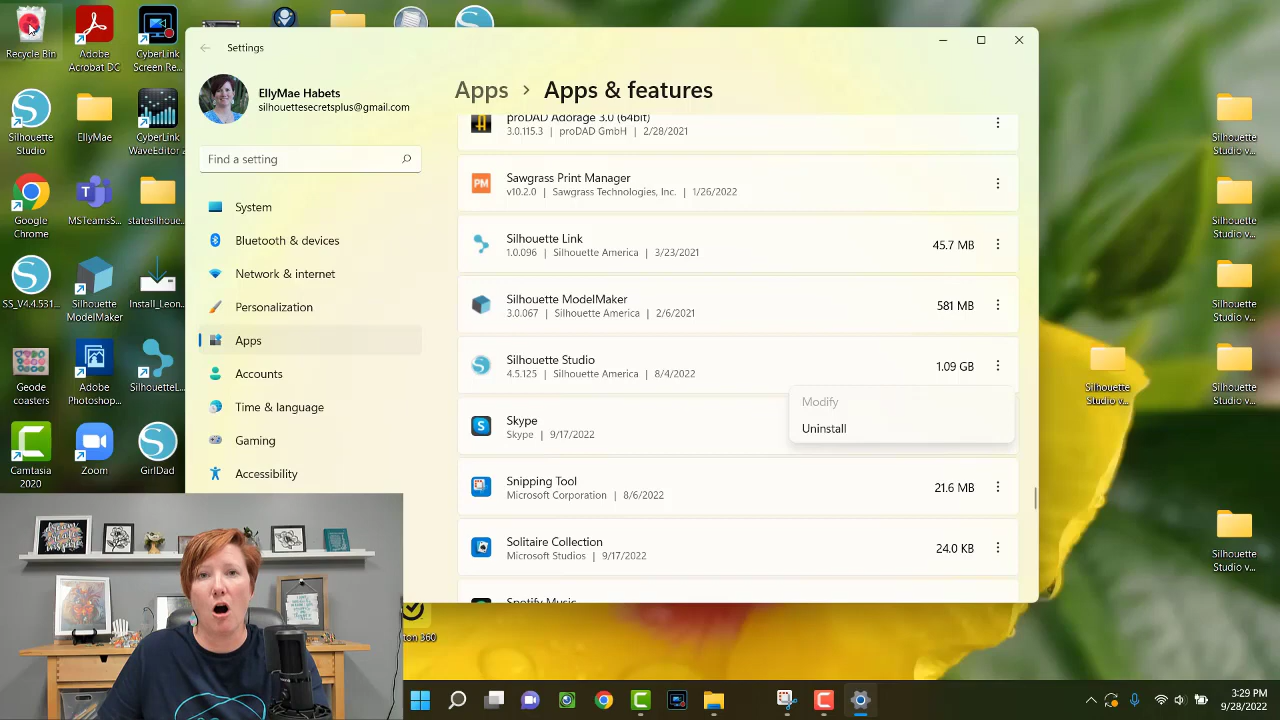 Recycle Bin
Adobe
Acrobat DC
CyberLink
Screen Re...
Silhouette
Studio
EllyMae
CyberLink
WaveEditor
Google
Chrome
MSTeamsS...
statesilhoue...
SS_V4.4.531...
Silhouette
ModelMaker
Install_Leon...
Geode
coasters
Adobe
Photoshop...
SilhouetteL...
Camtasia
2020
Zoom
GirlDad
Settings
EllyMae Habets
silhouettesecretsplus@gmail.com
Find a setting
System
Bluetooth & devices
Network & internet
Personalization
Apps
Accounts
Time & language
Gaming
Accessibility
Apps > Apps & features
proDAD Adorage 3.0 (64bit)
3.0.115.3 | proDAD GmbH | 2/28/2021
PM
Sawgrass Print Manager
v10.2.0 | Sawgrass Technologies, Inc. | 1/26/2022
Silhouette Link
1.0.096 | Silhouette America | 3/23/2021
45.7 MB
Silhouette ModelMaker
3.0.067 | Silhouette America | 2/6/2021
581 MB
Silhouette Studio
4.5.125 | Silhouette America | 8/4/2022
1.09 GB
Modify
Uninstall
Skype
Skype | 9/17/2022
Snipping Tool
Microsoft Corporation | 8/6/2022
21.6 MB
Solitaire Collection
Microsoft Studios | 9/17/2022
24.0 KB
Spotify Music
Silhouette
Studio v...
Silhouette
Studio v...
Silhouette
Studio v...
Silhouette
Studio v...
Silhouette
Studio v...
Silhouette
Studio v...
ton 360
3:29 PM
9/28/2022